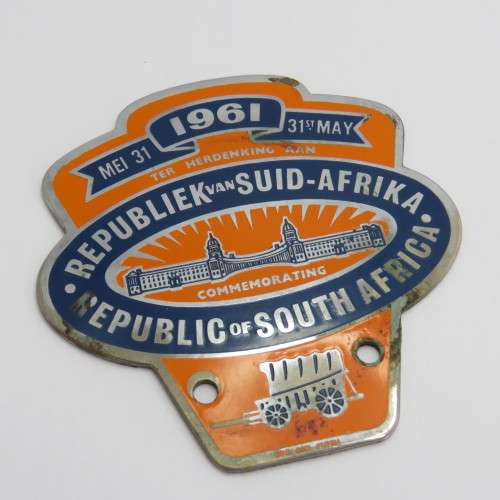 1961
MEI 31
31ST MAY
TER HERDENKING AAN
REPUBLIEK VAN SUID-AFRIKA
COMMEMORATING
REPUBLIC OF SOUTH AFRICA